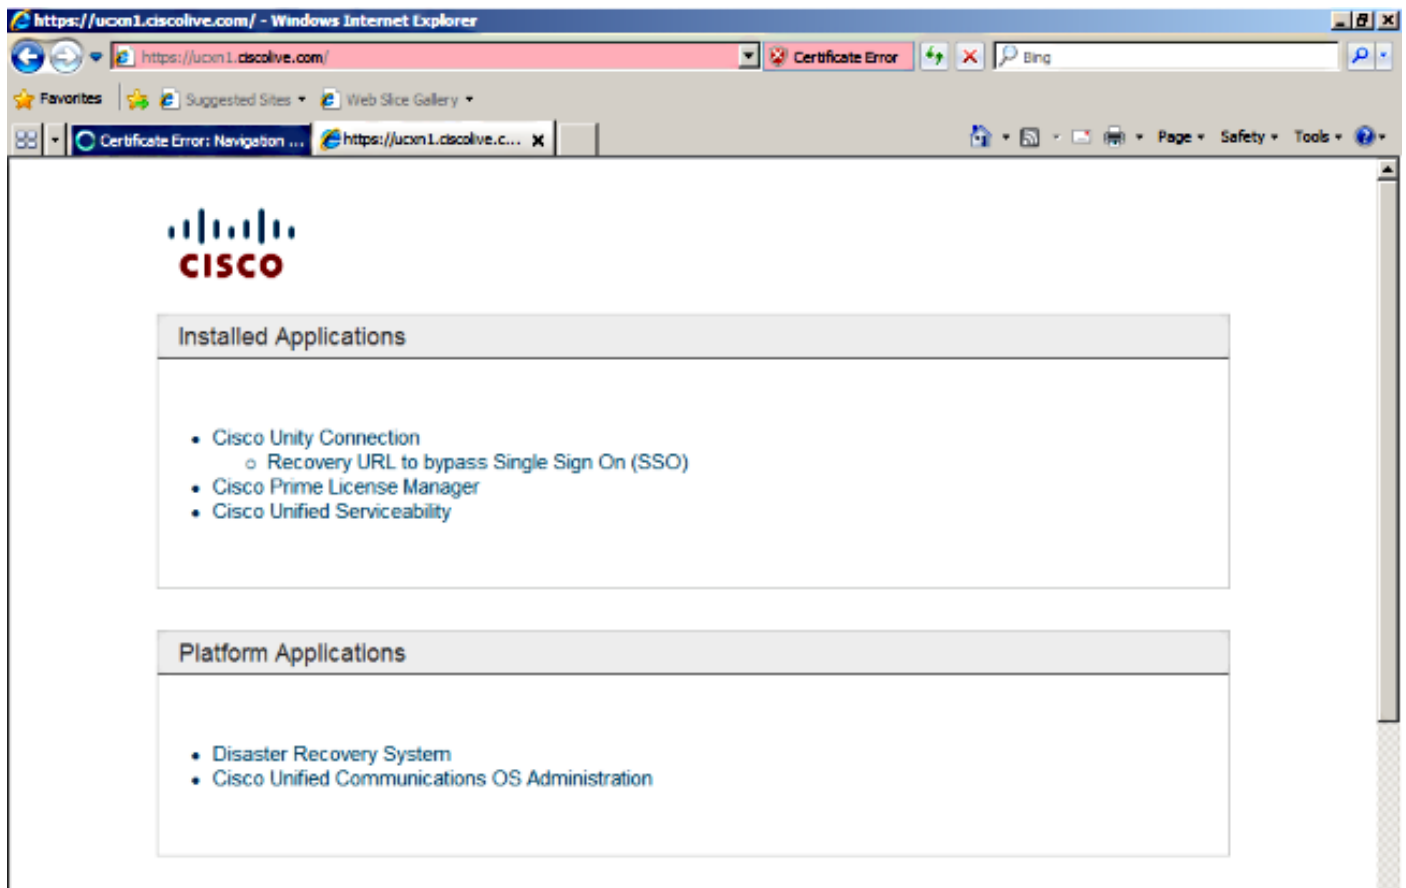 https://ucxn1.ciscolive.com/ - Windows Internet Explorer
https://ucxn1.ciscolive.com/ Certificate Error Bing
Favorites Suggested Sites Web Slice Gallery
Certificate Error: Navigation ... https://ucxn1.ciscolive.c... Page Safety Tools
CISCO
Installed Applications
Cisco Unity Connection
Recovery URL to bypass Single Sign On (SSO)
Cisco Prime License Manager
Cisco Unified Serviceability
Platform Applications
Disaster Recovery System
Cisco Unified Communications OS Administration